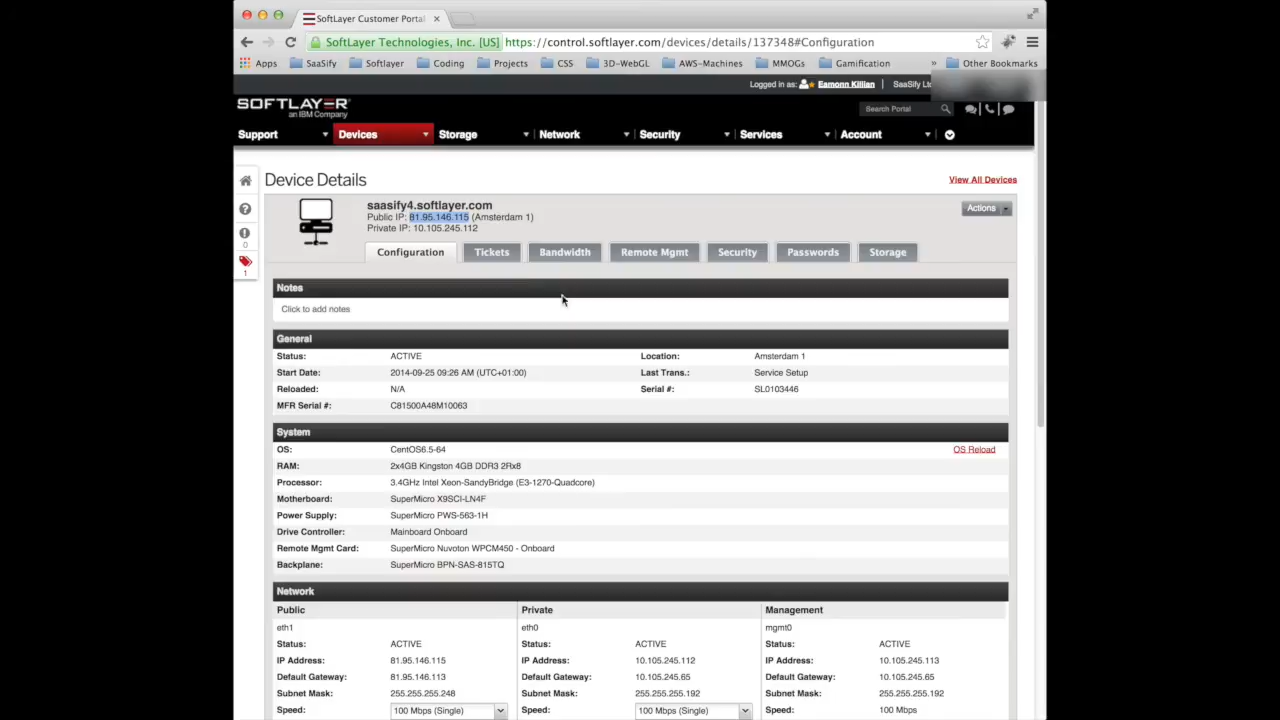 SoftLayer Customer Portal
SoftLayer Technologies, Inc. [US] https://control.softlayer.com/devices/details/137348#Configuration
Apps SaaSify Softlayer Coding Projects CSS 3D-WebGL AWS-Machines MMOGs Gamification » Other Bookmarks
Logged in as: Eamonn Killian | SaaSify Ltd
SOFTLAYER
an IBM Company
Search Portal
Support Devices Storage Network Security Services Account
Device Details
View All Devices
saasify4.softlayer.com
Public IP: 81.95.146.115 (Amsterdam 1)
Private IP: 10.105.245.112
Actions
0
1
Configuration Tickets Bandwidth Remote Mgmt Security Passwords Storage
Notes
Click to add notes
General
Status: ACTIVE Location: Amsterdam 1
Start Date: 2014-09-25 09:26 AM (UTC+01:00) Last Trans.: Service Setup
Reloaded: N/A Serial #: SL0103446
MFR Serial #: C81500A48M10063
System
OS: CentOS6.5-64 OS Reload
RAM: 2x4GB Kingston 4GB DDR3 2Rx8
Processor: 3.4GHz Intel Xeon-SandyBridge (E3-1270-Quadcore)
Motherboard: SuperMicro X9SCI-LN4F
Power Supply: SuperMicro PWS-563-1H
Drive Controller: Mainboard Onboard
Remote Mgmt Card: SuperMicro Nuvoton WPCM450 - Onboard
Backplane: SuperMicro BPN-SAS-815TQ
Network
Public Private Management
eth1 eth0 mgmt0
Status: ACTIVE Status: ACTIVE Status: ACTIVE
IP Address: 81.95.146.115 IP Address: 10.105.245.112 IP Address: 10.105.245.113
Default Gateway: 81.95.146.113 Default Gateway: 10.105.245.65 Default Gateway: 10.105.245.65
Subnet Mask: 255.255.255.248 Subnet Mask: 255.255.255.192 Subnet Mask: 255.255.255.192
Speed: 100 Mbps (Single) Speed: 100 Mbps (Single) Speed: 100 Mbps